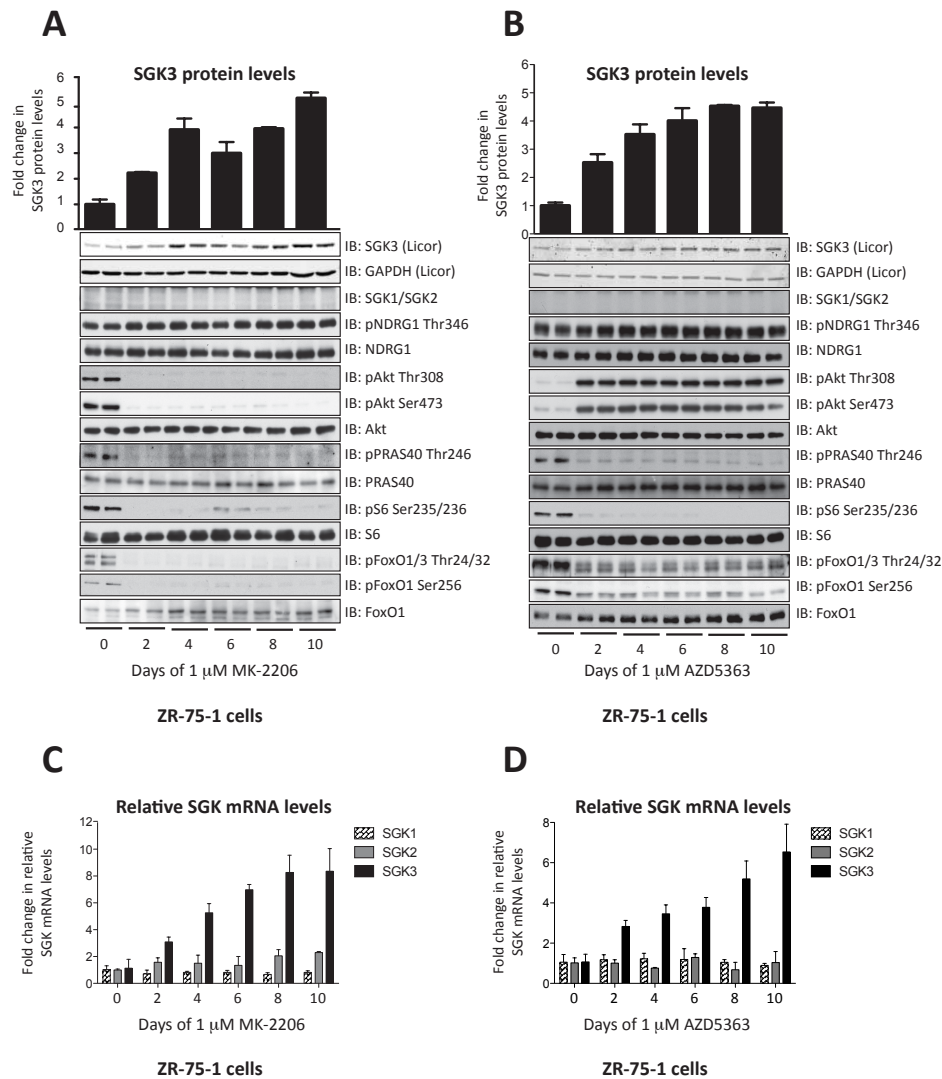 A
SGK3 protein levels
Fold change in
SGK3 protein levels
6
5
4
3
2
1
0
IB: SGK3 (Licor)
IB: GAPDH (Licor)
IB: SGK1/SGK2
IB: pNDRG1 Thr346
IB: NDRG1
IB: pAkt Thr308
IB: pAkt Ser473
IB: Akt
IB: pPRAS40 Thr246
IB: PRAS40
IB: pS6 Ser235/236
IB: S6
IB: pFoxO1/3 Thr24/32
IB: pFoxO1 Ser256
IB: FoxO1
0 2 4 6 8 10
Days of 1 µM MK-2206
ZR-75-1 cells
B
SGK3 protein levels
Fold change in
SGK3 protein levels
6
5
4
3
2
1
0
IB: SGK3 (Licor)
IB: GAPDH (Licor)
IB: SGK1/SGK2
IB: pNDRG1 Thr346
IB: NDRG1
IB: pAkt Thr308
IB: pAkt Ser473
IB: Akt
IB: pPRAS40 Thr246
IB: PRAS40
IB: pS6 Ser235/236
IB: S6
IB: pFoxO1/3 Thr24/32
IB: pFoxO1 Ser256
IB: FoxO1
0 2 4 6 8 10
Days of 1 µM AZD5363
ZR-75-1 cells
C
Relative SGK mRNA levels
Fold change in relative
SGK mRNA levels
12
10
8
6
4
2
0
SGK1
SGK2
SGK3
0 2 4 6 8 10
Days of 1 µM MK-2206
ZR-75-1 cells
D
Relative SGK mRNA levels
Fold change in relative
SGK mRNA levels
8
6
4
2
0
SGK1
SGK2
SGK3
0 2 4 6 8 10
Days of 1 µM AZD5363
ZR-75-1 cells